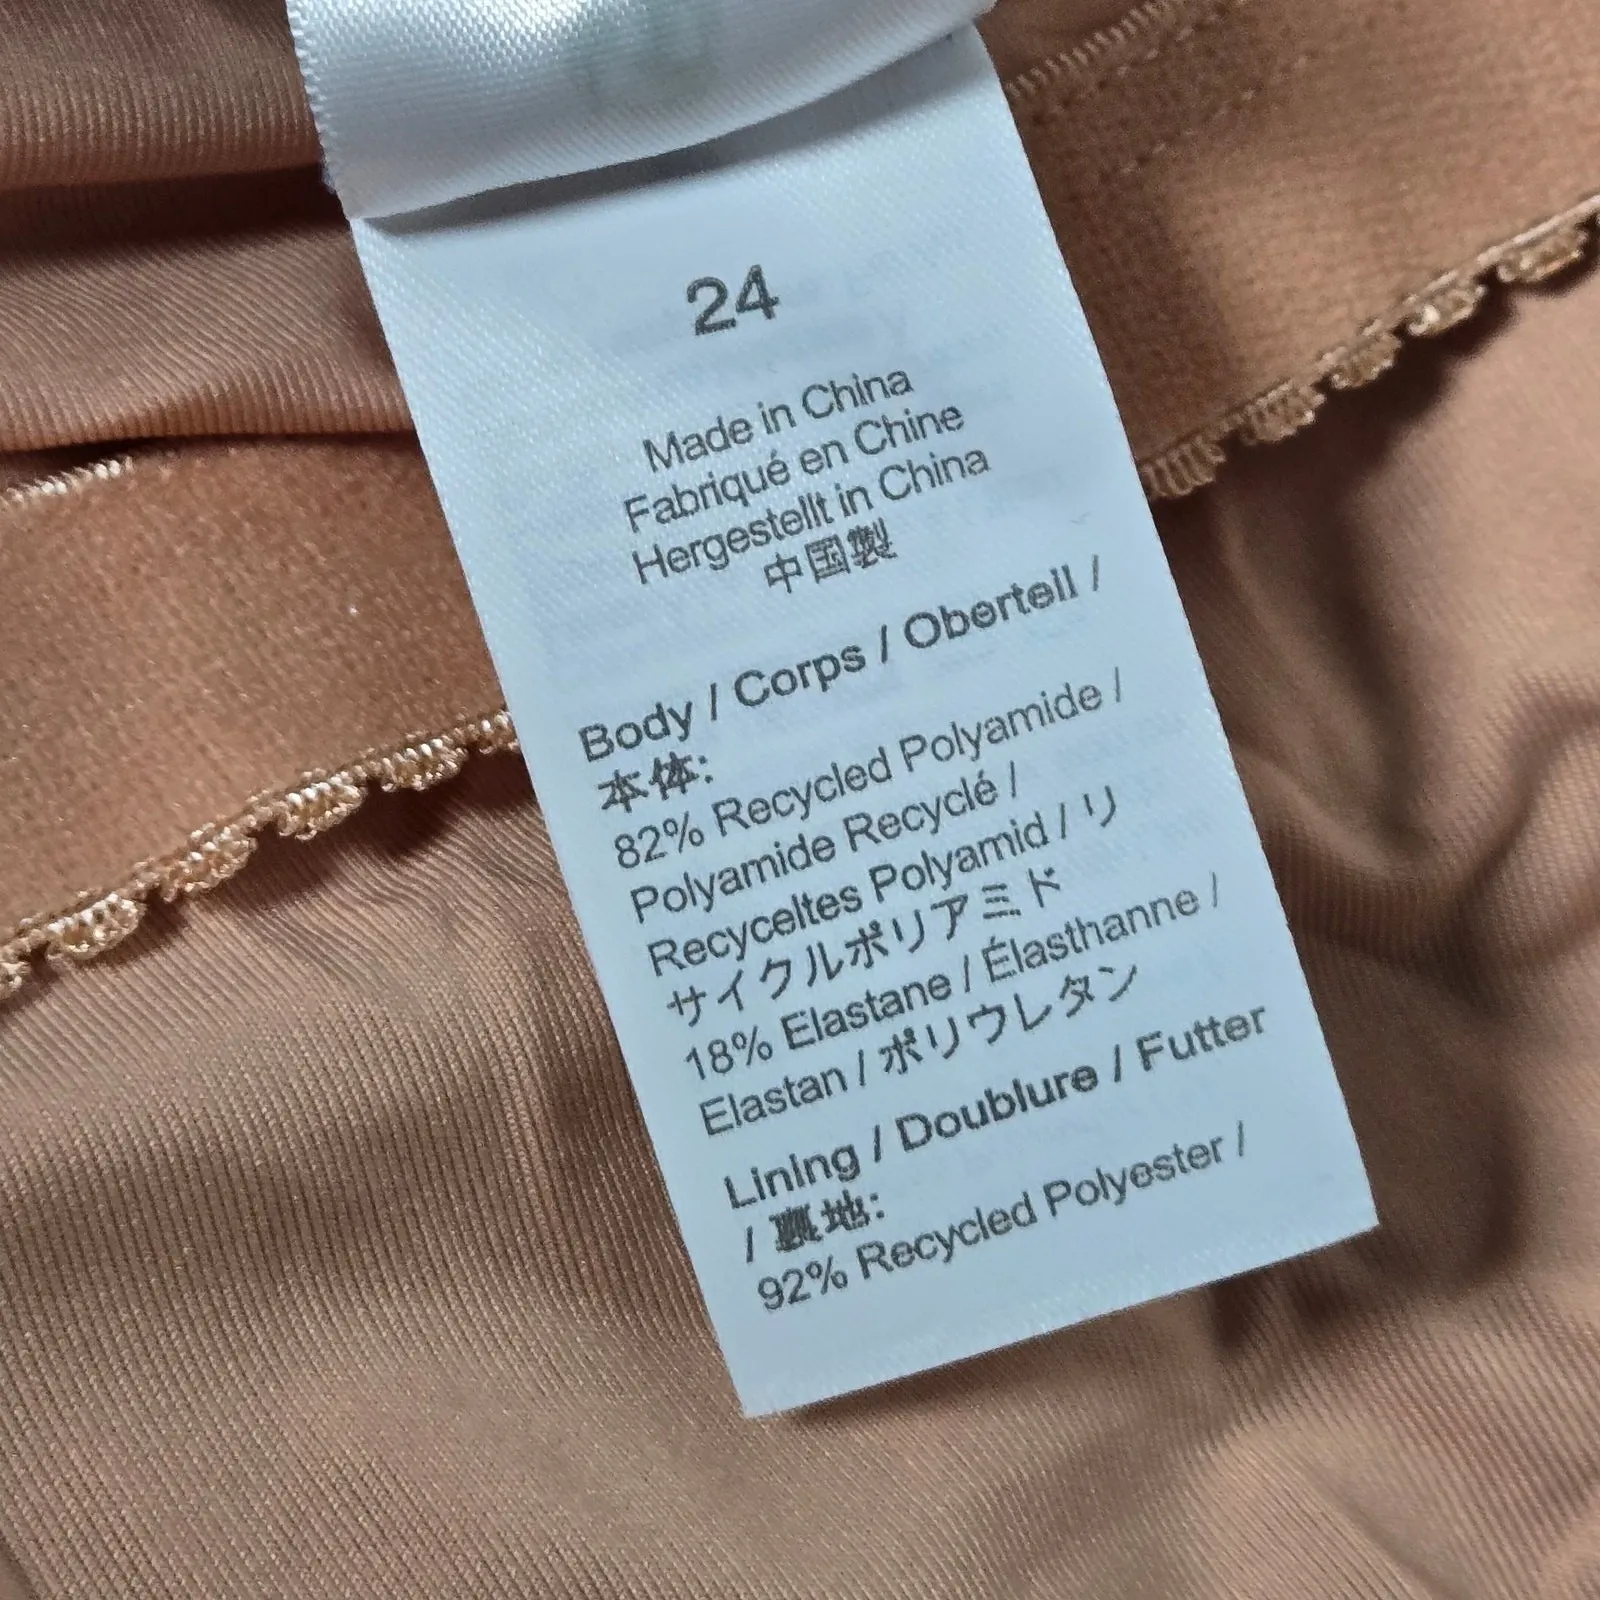 24
Made in China
Fabriqué en Chine
Hergestellt in China
中国製
Body / Corps / Obertell /
本体:
82% Recycled Polyamide /
Polyamide Recyclé /
Recyceltes Polyamid / リ
サイクルポリアミド
18% Elastane / Élasthanne /
Elastan / ポリウレタン
Lining / Doublure / Futter
/ 裏地:
92% Recycled Polyester /